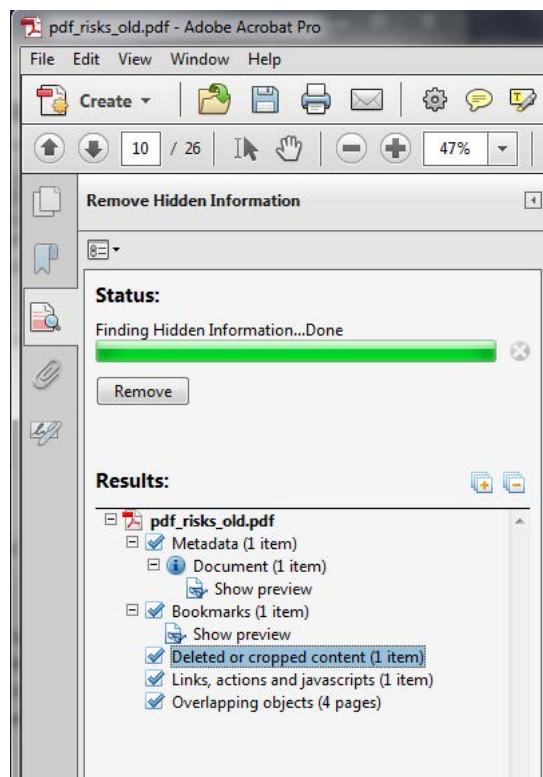 pdf_risks_old.pdf - Adobe Acrobat Pro
File Edit View Window Help
Create
10 / 26 47%
Remove Hidden Information
Status:
Finding Hidden Information...Done
Remove
Results:
pdf_risks_old.pdf
Metadata (1 item)
Document (1 item)
Show preview
Bookmarks (1 item)
Show preview
Deleted or cropped content (1 item)
Links, actions and javascripts (1 item)
Overlapping objects (4 pages)